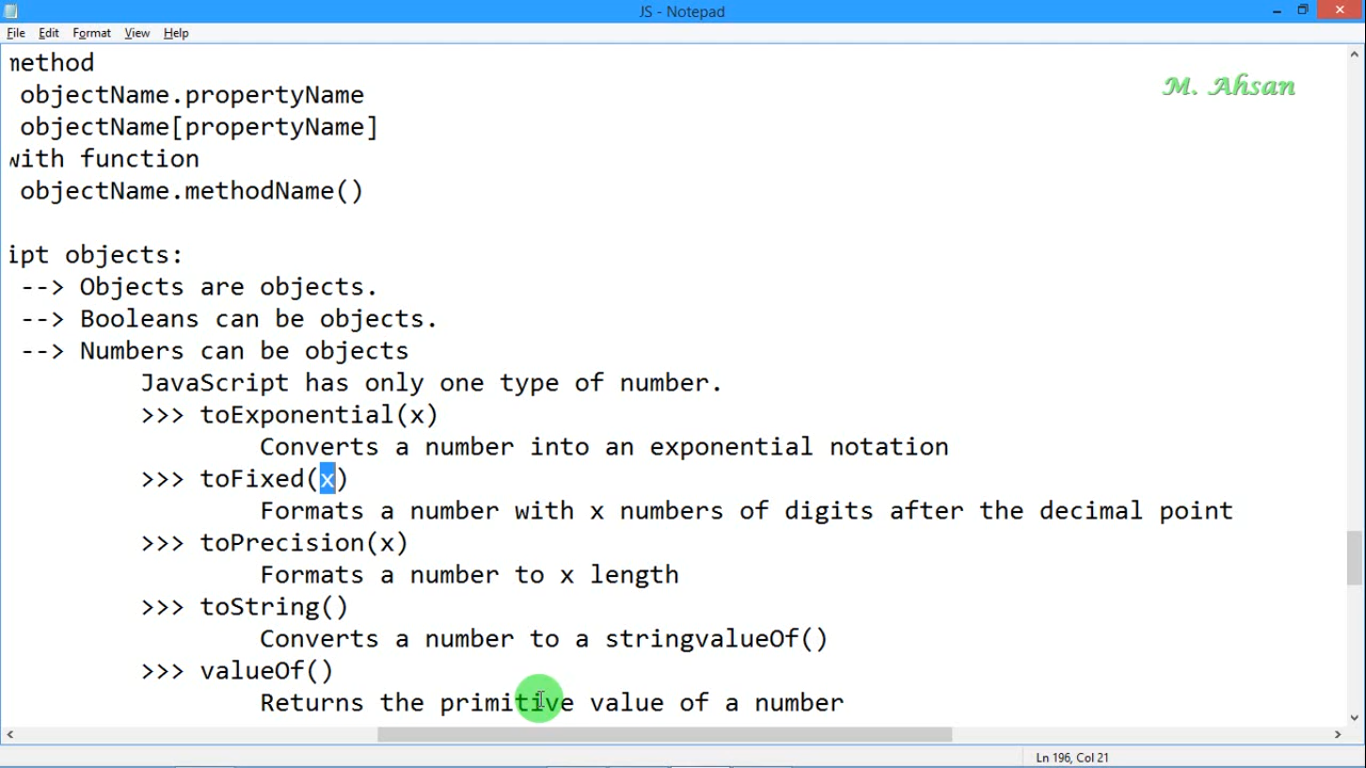 JS - Notepad
File Edit Format View Help
method
objectName.propertyName
objectName[propertyName]
with function
objectName.methodName()
ipt objects:
--> Objects are objects.
--> Booleans can be objects.
--> Numbers can be objects
JavaScript has only one type of number.
>>> toExponential(x)
Converts a number into an exponential notation
>>> toFixed(x)
Formats a number with x numbers of digits after the decimal point
>>> toPrecision(x)
Formats a number to x length
>>> toString()
Converts a number to a stringvalueOf()
>>> valueOf()
Returns the primitive value of a number
M. Ahsan
Ln 196, Col 21